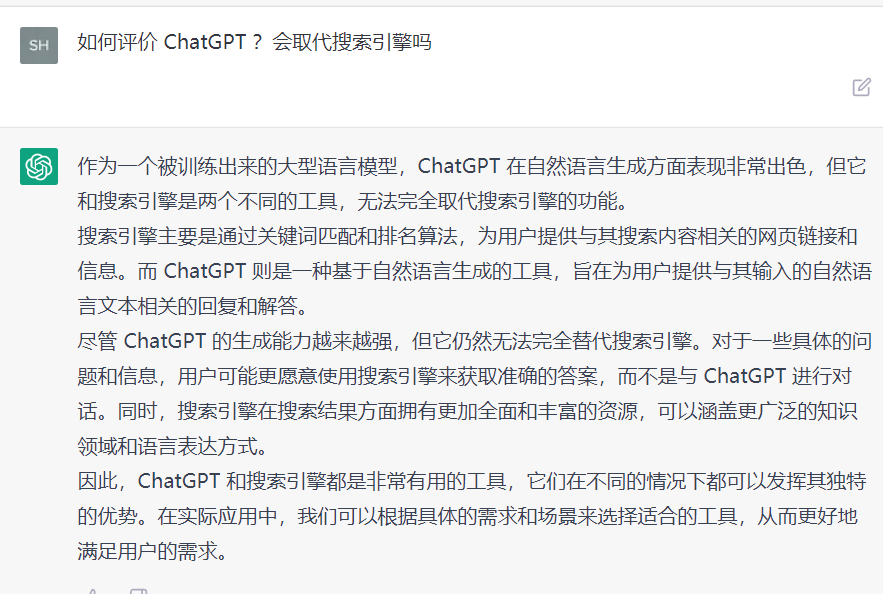 SH
如何评价 ChatGPT ？ 会取代搜索引擎吗
作为一个被训练出来的大型语言模型，ChatGPT 在自然语言生成方面表现非常出色，但它
和搜索引擎是两个不同的工具，无法完全取代搜索引擎的功能。
搜索引擎主要是通过关键词匹配和排名算法，为用户提供与其搜索内容相关的网页链接和
信息。而 ChatGPT 则是一种基于自然语言生成的工具，旨在为用户提供与其输入的自然语
言文本相关的回复和解答。
尽管 ChatGPT 的生成能力越来越强，但它仍然无法完全替代搜索引擎。对于一些具体的问
题和信息，用户可能更愿意使用搜索引擎来获取准确的答案，而不是与 ChatGPT 进行对
话。同时，搜索引擎在搜索结果方面拥有更加全面和丰富的资源，可以涵盖更广泛的知识
领域和语言表达方式。
因此，ChatGPT 和搜索引擎都是非常有用的工具，它们在不同的情况下都可以发挥其独特
的优势。在实际应用中，我们可以根据具体的需求和场景来选择适合的工具，从而更好地
满足用户的需求。